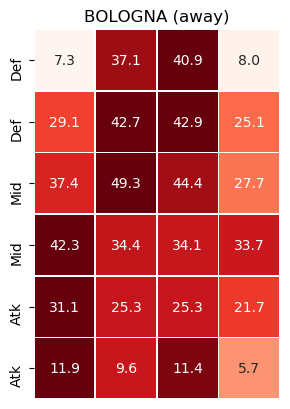 BOLOGNA (away)
Def 7.3 37.1 40.9 8.0
Def 29.1 42.7 42.9 25.1
Mid 37.4 49.3 44.4 27.7
Mid 42.3 34.4 34.1 33.7
Atk 31.1 25.3 25.3 21.7
Atk 11.9 9.6 11.4 5.7